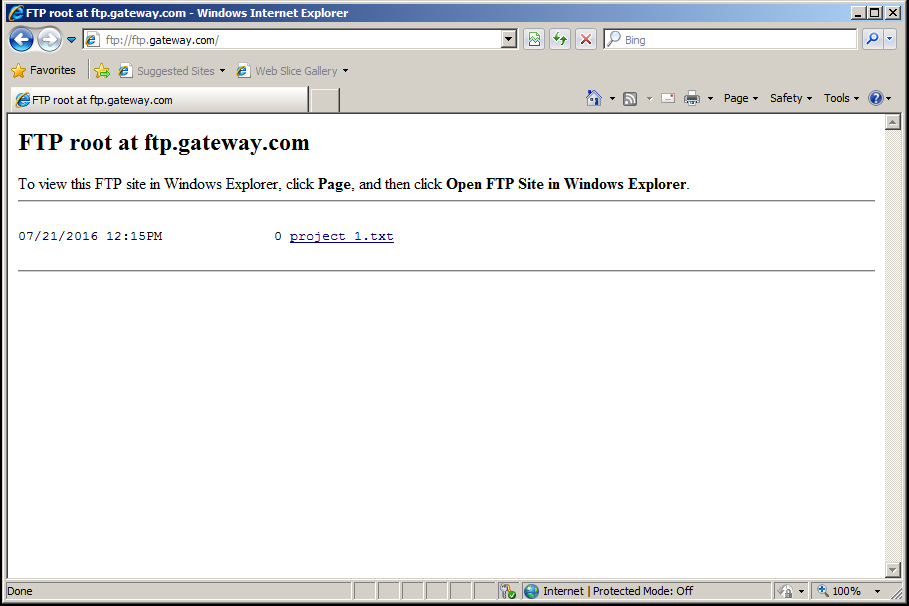 FTP root at ftp.gateway.com - Windows Internet Explorer
ftp://ftp.gateway.com/
Bing
Favorites Suggested Sites Web Slice Gallery
FTP root at ftp.gateway.com
Page Safety Tools
FTP root at ftp.gateway.com
To view this FTP site in Windows Explorer, click Page, and then click Open FTP Site in Windows Explorer.
07/21/2016 12:15PM 0 project 1.txt
Done Internet | Protected Mode: Off 100%